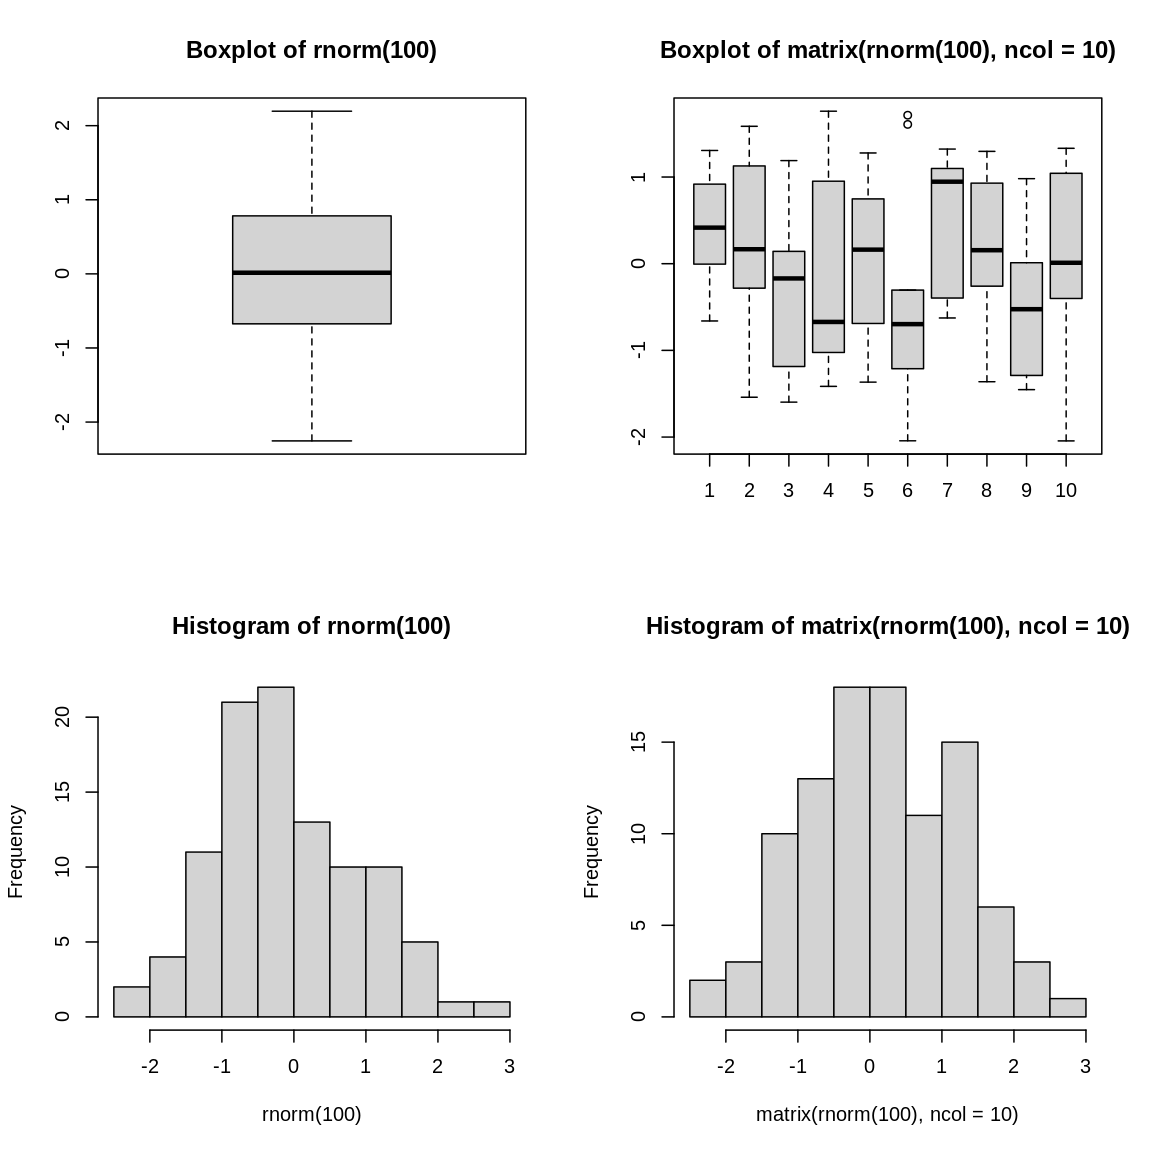 Boxplot of rnorm(100)
2
1
0
-1
-2
Boxplot of matrix(rnorm(100), ncol = 10)
1
0
-1
-2
1 2 3 4 5 6 7 8 9 10
Histogram of rnorm(100)
Frequency
20
15
10
5
0
-2 -1 0 1 2 3
rnorm(100)
Histogram of matrix(rnorm(100), ncol = 10)
Frequency
15
10
5
0
-2 -1 0 1 2 3
matrix(rnorm(100), ncol = 10)